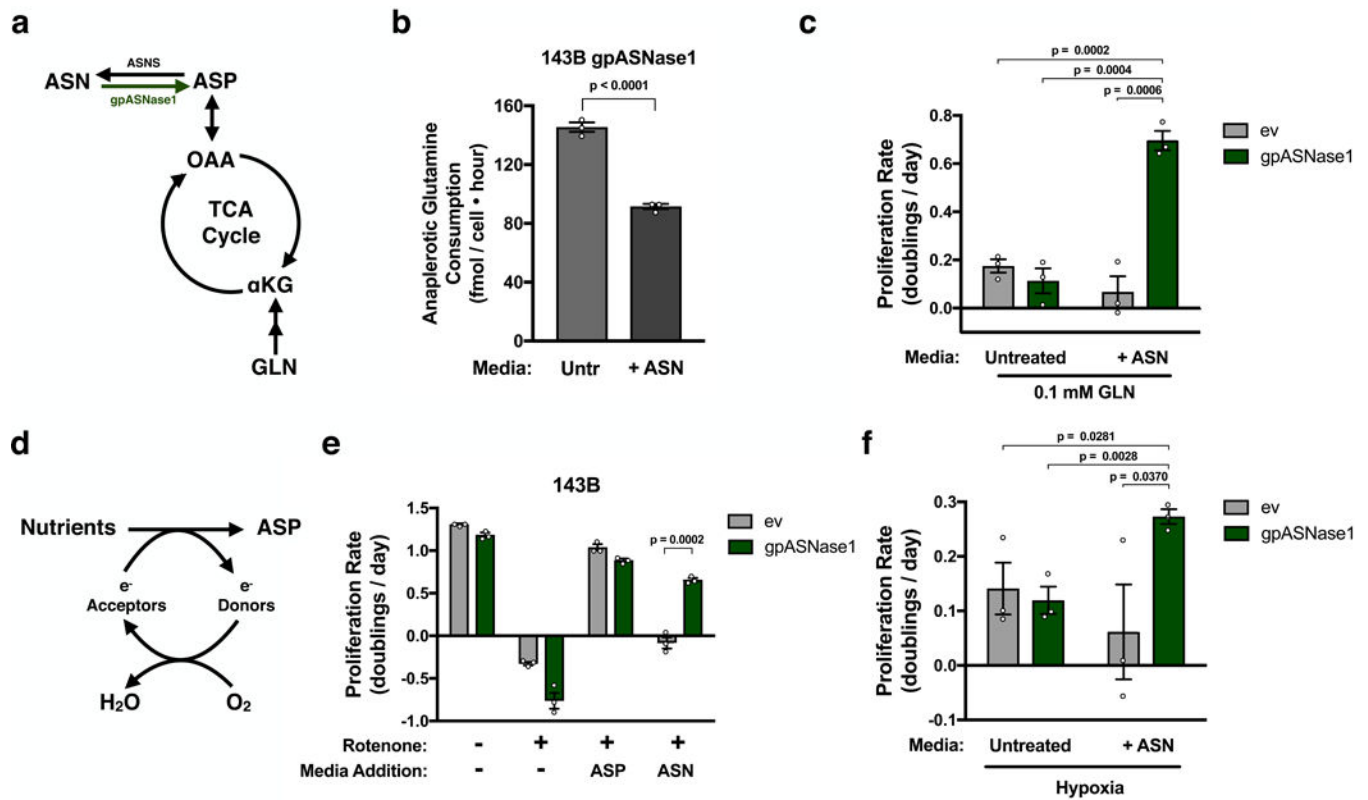 a
ASN
ASNS
ASP
gpASNase1
OAA
TCA
Cycle
αKG
GLN
b
143B gpASNase1
p < 0.0001
Anaplerotic Glutamine
Consumption
(fmol / cell • hour)
160
120
80
40
0
Media: Untr + ASN
c
p = 0.0002
p = 0.0004
p = 0.0006
Proliferation Rate
(doublings / day)
0.8
0.6
0.4
0.2
0.0
ev
gpASNase1
Media: Untreated + ASN
0.1 mM GLN
d
Nutrients
ASP
e-
Acceptors
e-
Donors
H2O
O2
e
143B
Proliferation Rate
(doublings / day)
1.5
1.0
0.5
0.0
-0.5
-1.0
p = 0.0002
ev
gpASNase1
Rotenone: - + + +
Media Addition: - - ASP ASN
f
p = 0.0281
p = 0.0028
p = 0.0370
Proliferation Rate
(doublings / day)
0.3
0.2
0.1
0.0
-0.1
ev
gpASNase1
Media: Untreated + ASN
Hypoxia